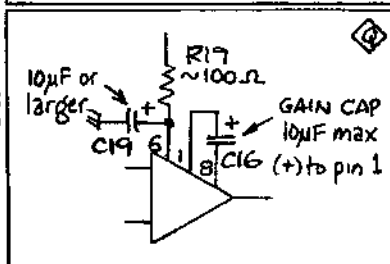 Q
R19
~100Ω
10µF or
larger
+
C19
6
1
8
+
C16
GAIN CAP
10µF max
(+) to pin 1